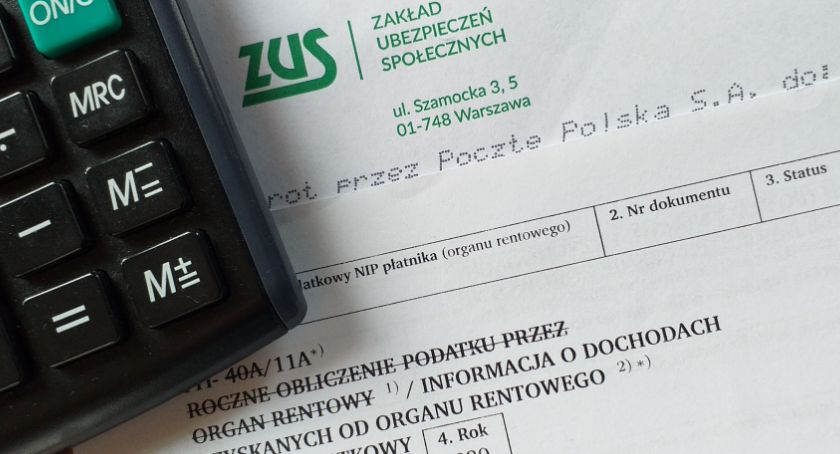 ON/C
MRC
÷
M=
−
M±
=
ZUS
ZAKŁAD
UBEZPIECZEŃ
SPOŁECZNYCH
ul. Szamocka 3, 5
01-748 Warszawa
przez Poczte Polska S.A. do:
NIP płatnika (organu rentowego)
2. Nr dokumentu
3. Status
40A/11A*)
ROCZNE OBLICZENIE PODATKU PRZEZ
ORGAN RENTOWY 1) / INFORMACJA O DOCHODACH
OD ORGANU RENTOWEGO 2) *)
4. Rok